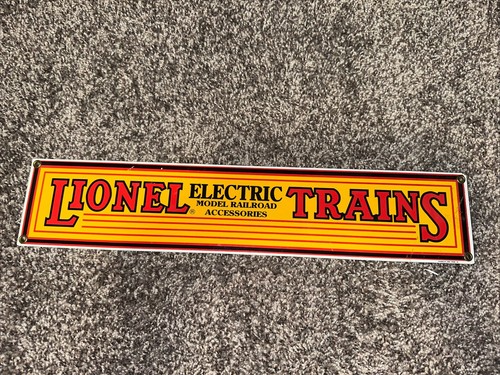 LIONEL® ELECTRIC TRAINS
MODEL RAILROAD
ACCESSORIES